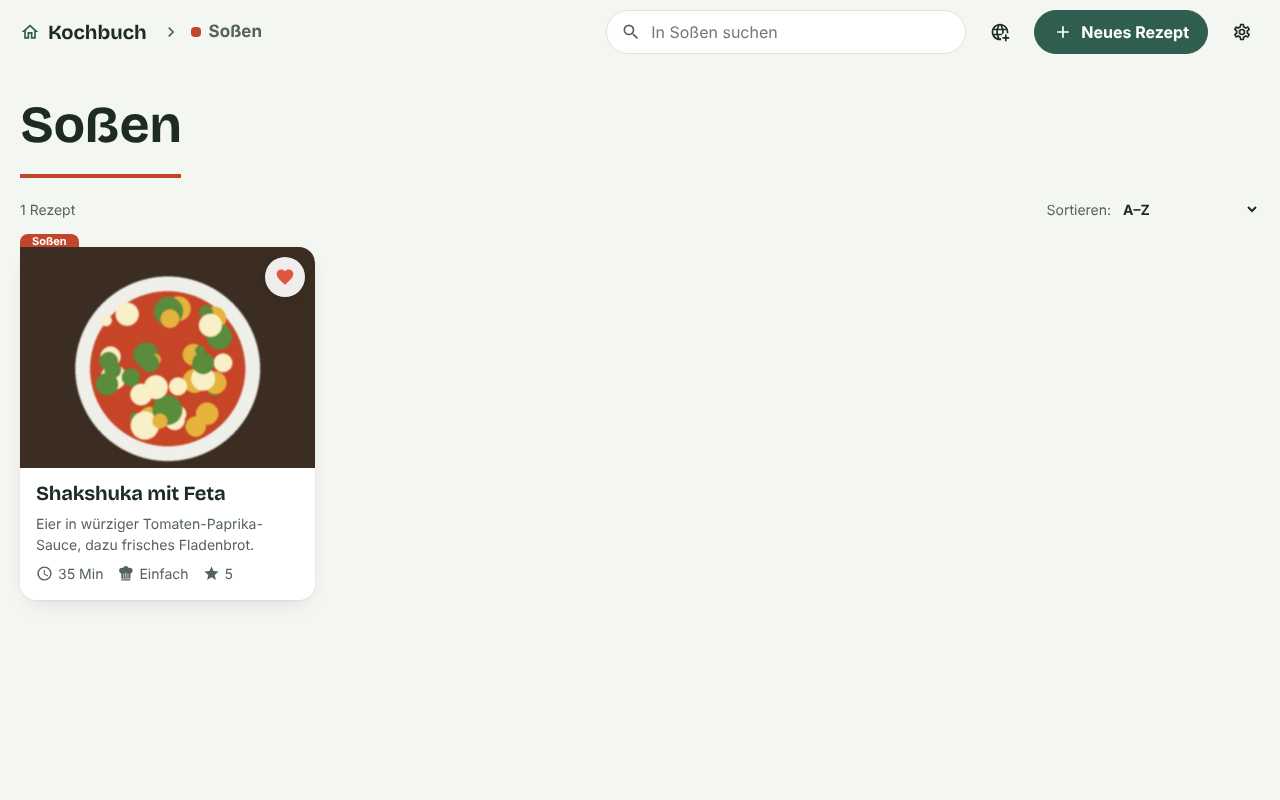 Kochbuch > Soßen
In Soßen suchen
Neues Rezept
Soßen
1 Rezept
Sortieren: A–Z
Soßen
Shakshuka mit Feta
Eier in würziger Tomaten-Paprika-
Sauce, dazu frisches Fladenbrot.
35 Min Einfach 5